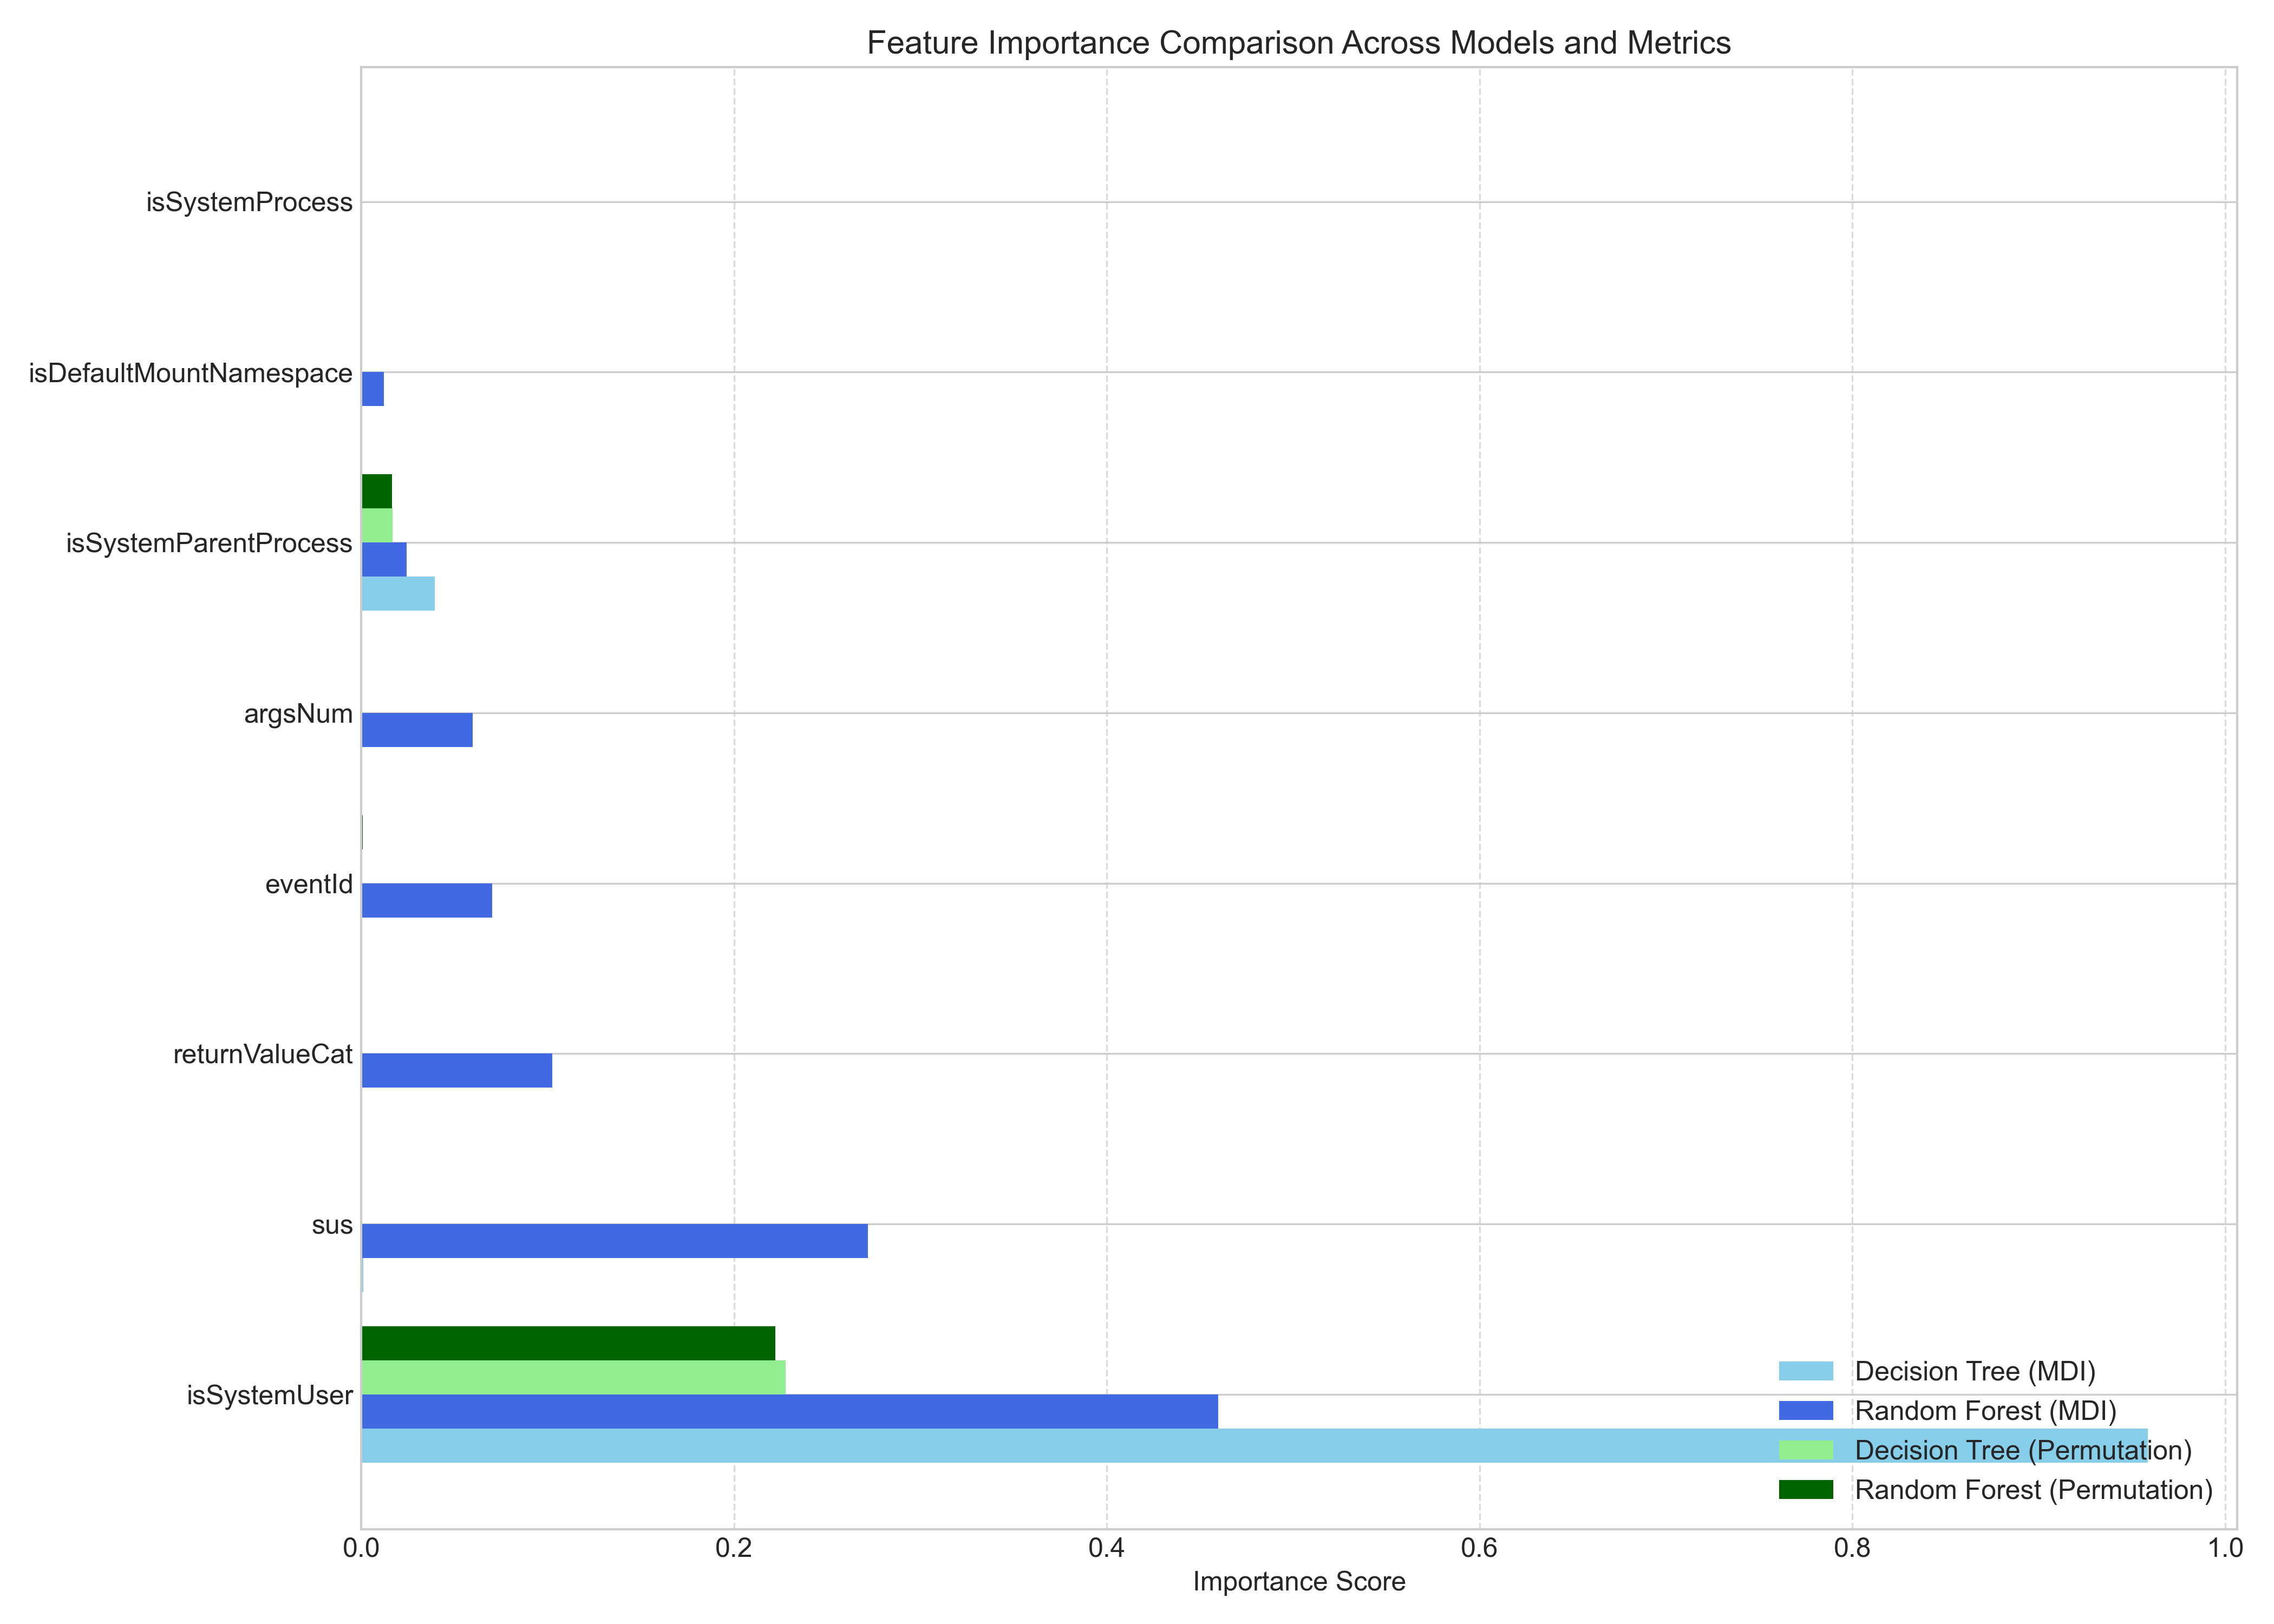 Feature Importance Comparison Across Models and Metrics
isSystemProcess
isDefaultMountNamespace
isSystemParentProcess
argsNum
eventId
returnValueCat
sus
isSystemUser
Decision Tree (MDI)
Random Forest (MDI)
Decision Tree (Permutation)
Random Forest (Permutation)
0.0 0.2 0.4 0.6 0.8 1.0
Importance Score